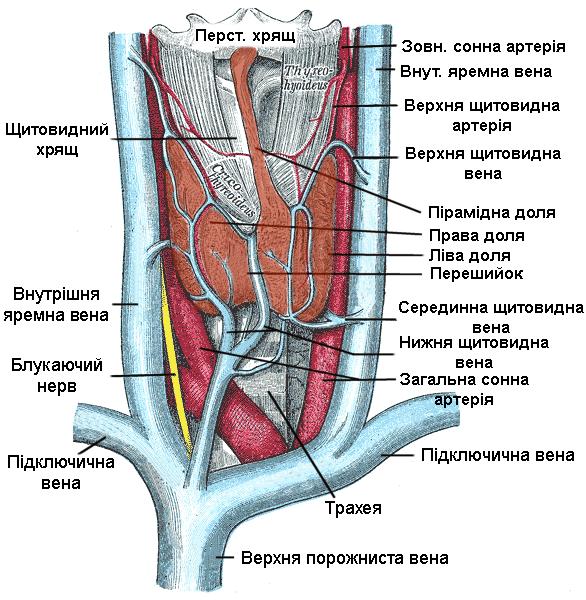 Перст. хрящ
Зовн. сонна артерія
Thyreo-
hyoideus
Внут. яремна вена
Верхня щитовидна
артерія
Щитовидний
хрящ
Верхня щитовидна
вена
Crico-
thyreoideus
Пірамідна доля
Права доля
Ліва доля
Перешийок
Внутрішня
яремна вена
Серединна щитовидна
вена
Нижня щитовидна
вена
Блукаючий
нерв
Загальна сонна
артерія
Підключична
вена
Підключична вена
Трахея
Верхня порожниста вена